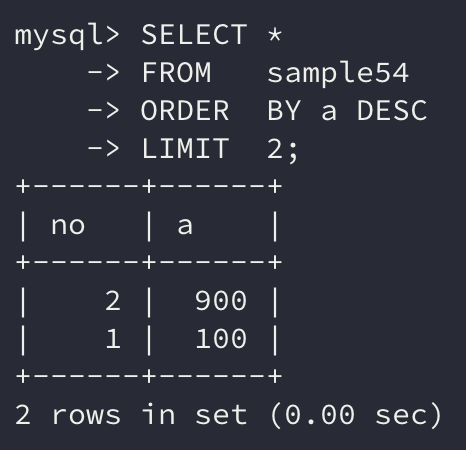 mysql> SELECT *
    -> FROM   sample54
    -> ORDER  BY a DESC
    -> LIMIT  2;
+------+------+
| no   | a    |
+------+------+
|    2 |  900 |
|    1 |  100 |
+------+------+
2 rows in set (0.00 sec)